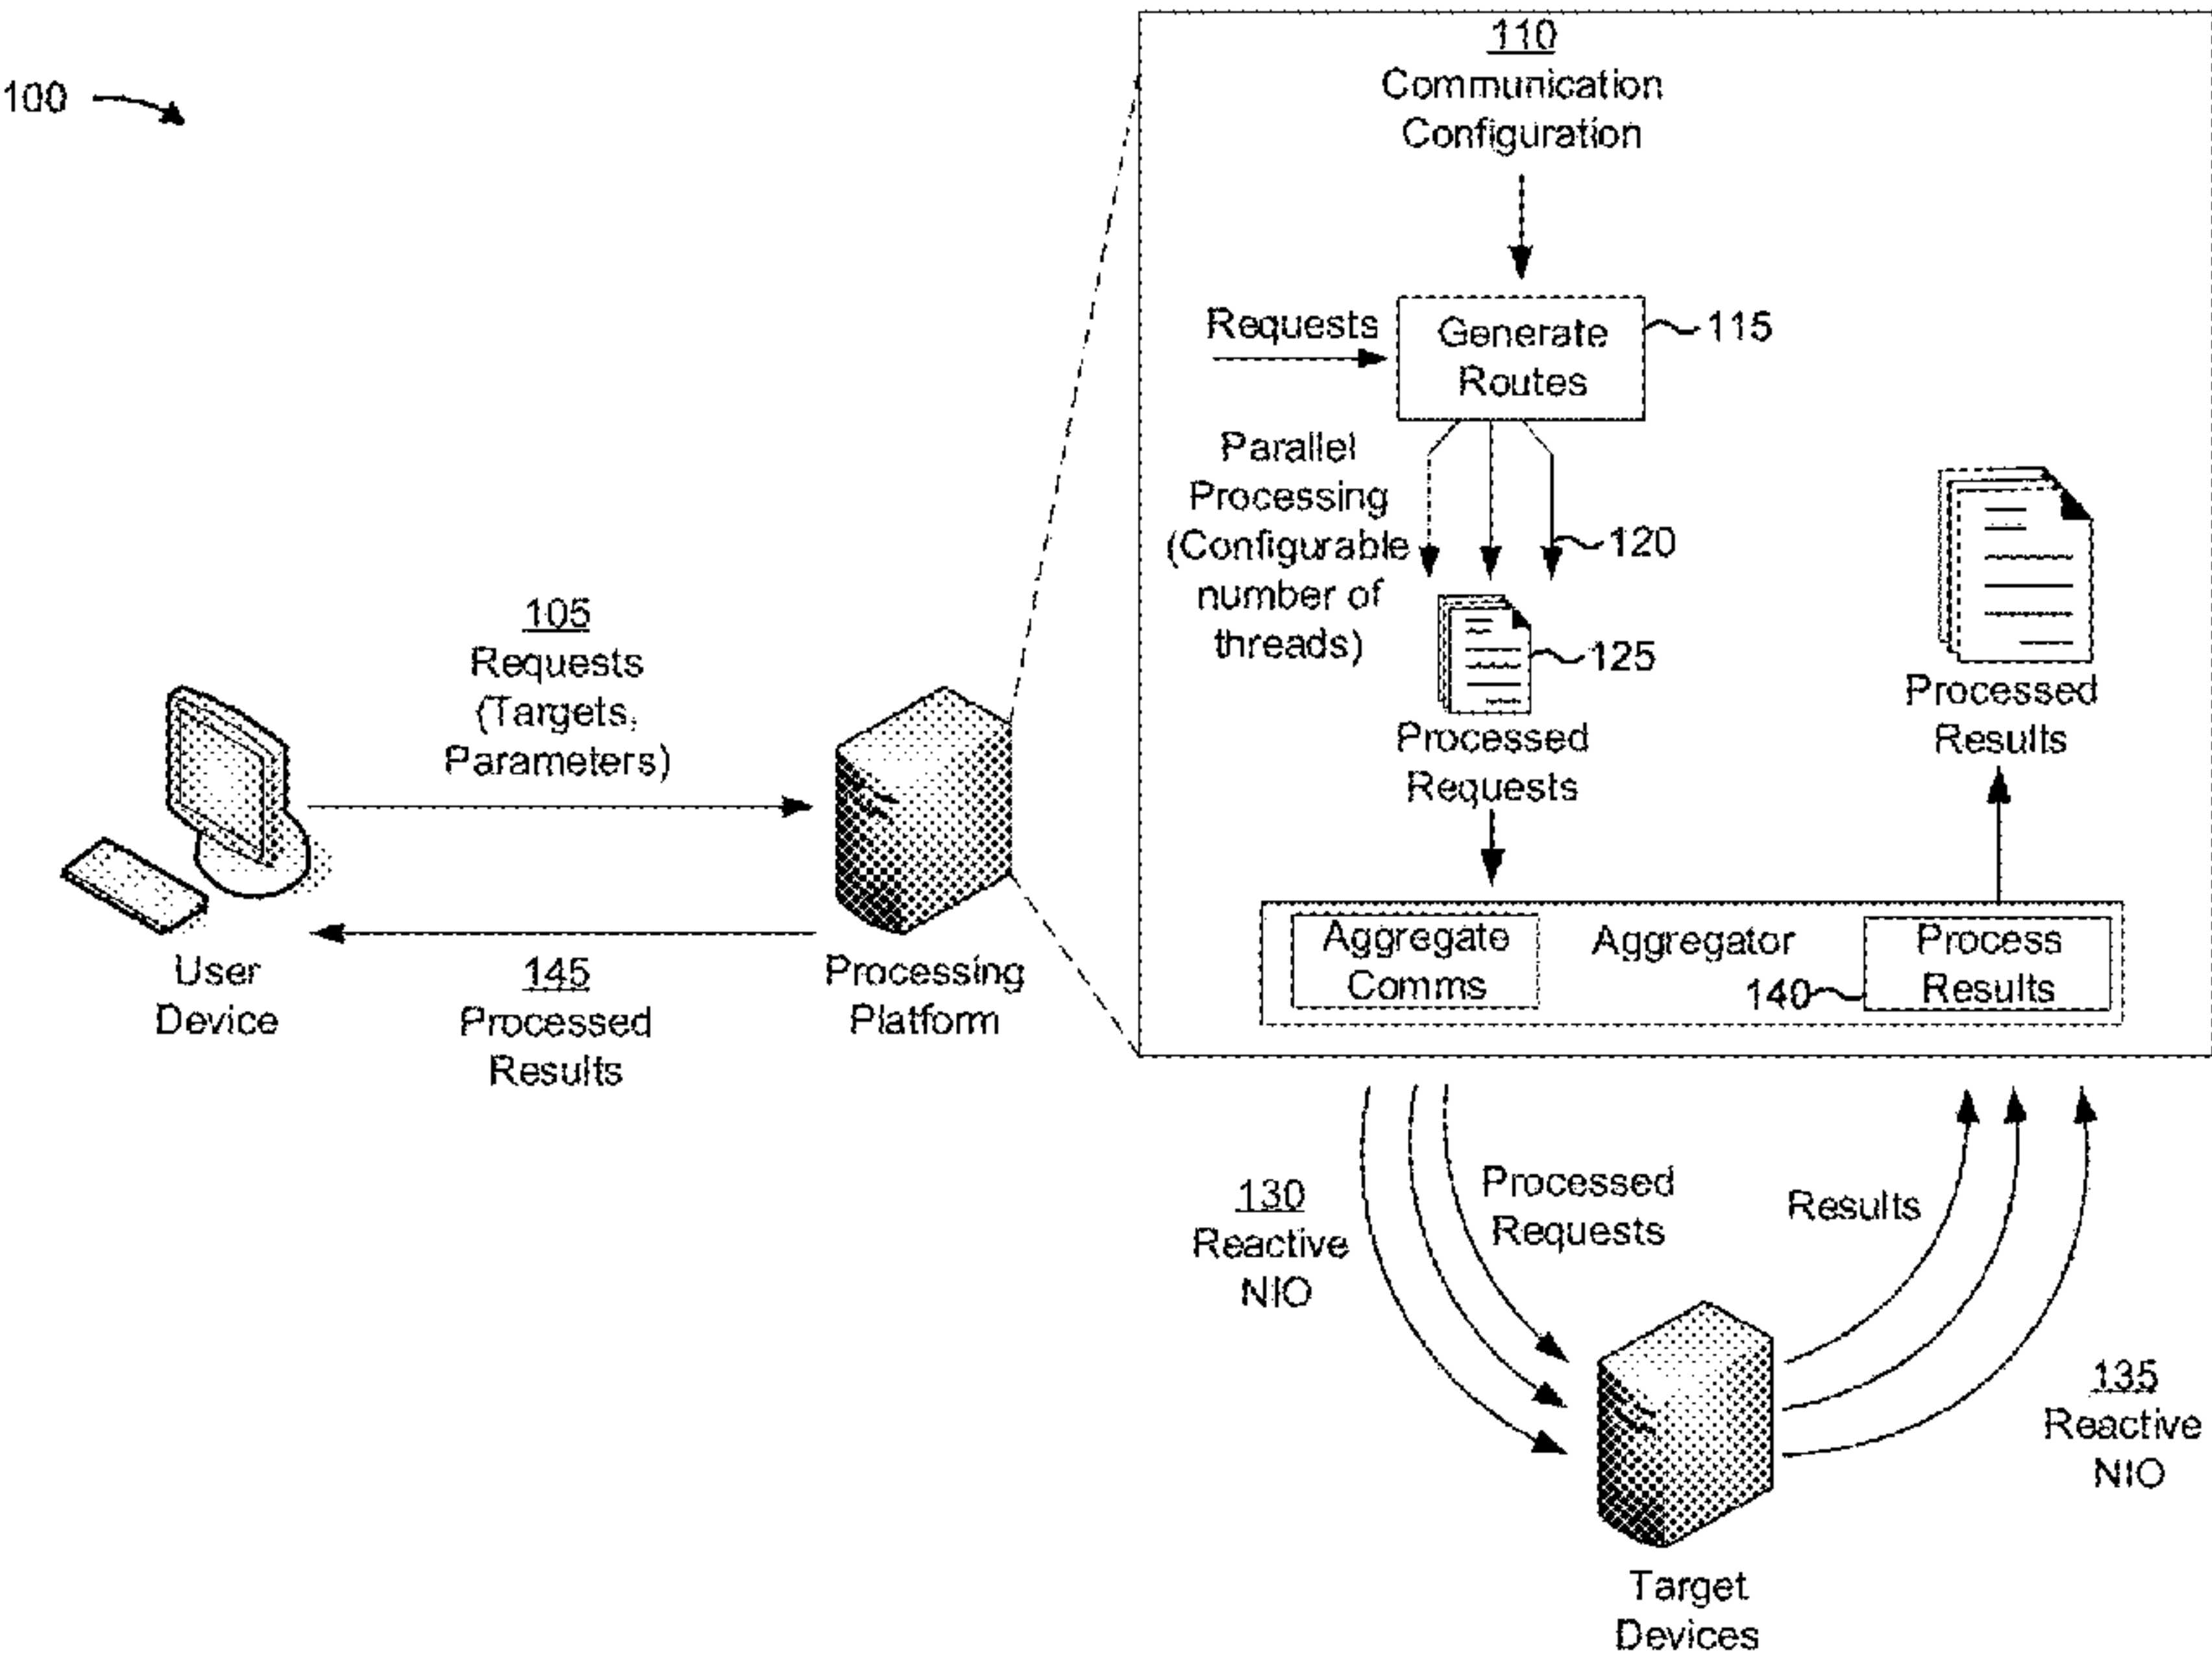 100
110
Communication
Configuration
Requests
Generate
Routes
115
Parallel
Processing
(Configurable
number of
threads)
120
125
Processed
Requests
Processed
Results
105
Requests
(Targets,
Parameters)
User
Device
145
Processed
Results
Processing
Platform
Aggregate
Comms
Aggregator
140
Process
Results
130
Reactive
NIO
Processed
Requests
Results
135
Reactive
NIO
Target
Devices